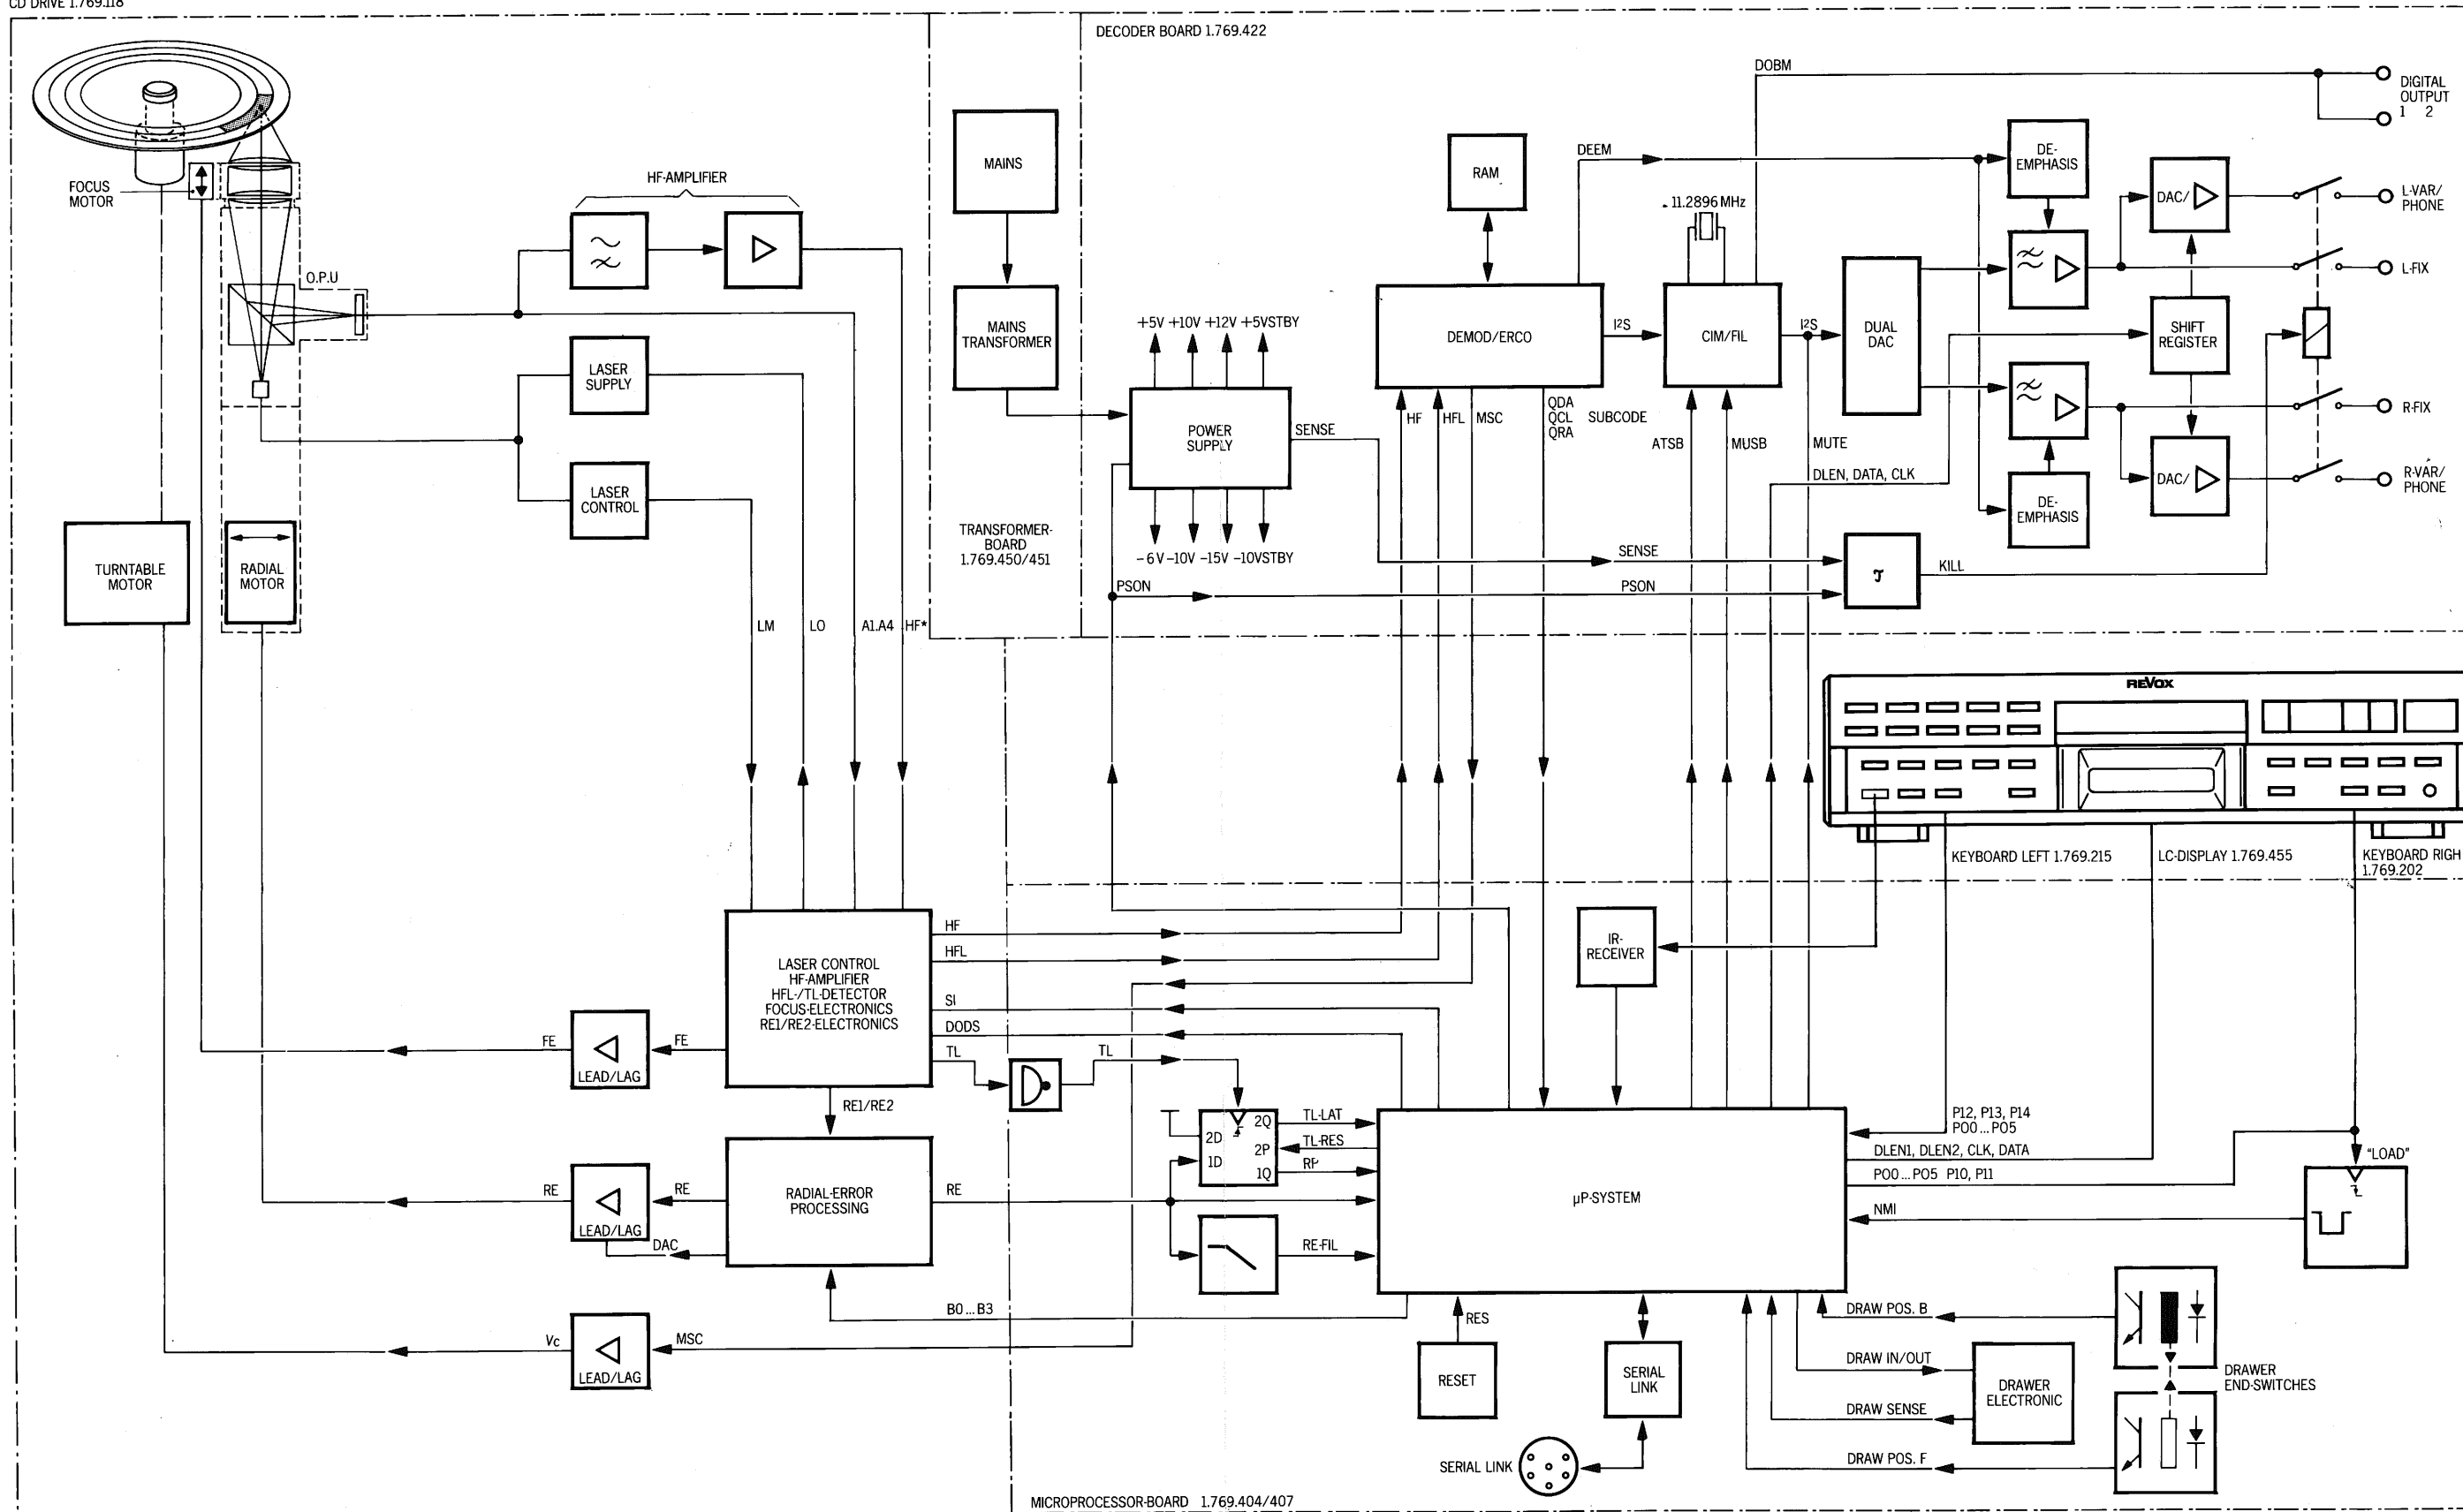 CD DRIVE 1.769.118
DECODER BOARD 1.769.422
DOBM
DIGITAL
OUTPUT
1 2
MAINS
RAM
DEEM
DE-
EMPHASIS
FOCUS
MOTOR
HF-AMPLIFIER
11.2896 MHz
DAC/
L-VAR/
PHONE
L-FIX
O.P.U
MAINS
TRANSFORMER
+5V +10V +12V +5VSTBY
DEMOD/ERCO
I²S
CIM/FIL
I²S
DUAL
DAC
SHIFT
REGISTER
LASER
SUPPLY
POWER
SUPPLY
SENSE
HF
HFL
MSC
QDA
QCL
QRA
SUBCODE
ATSB
MUSB
MUTE
R-FIX
DLEN, DATA, CLK
DAC/
R-VAR/
PHONE
LASER
CONTROL
DE-
EMPHASIS
TRANSFORMER-
BOARD
1.769.450/451
-6V -10V -15V -10VSTBY
SENSE
TURNTABLE
MOTOR
RADIAL
MOTOR
KILL
PSON
PSON
LM
LO
A1.A4
HF*
REVOX
KEYBOARD LEFT 1.769.215
LC-DISPLAY 1.769.455
KEYBOARD RIGH
1.769.202
HF
HFL
IR-
RECEIVER
LASER CONTROL
HF-AMPLIFIER
HFL-/TL-DETECTOR
FOCUS-ELECTRONICS
RE1/RE2-ELECTRONICS
SI
DODS
TL
TL
FE
FE
LEAD/LAG
RE1/RE2
2D
1D
2Q
2P
1Q
TL-LAT
TL-RES
RP
P12, P13, P14
PO0...PO5
DLEN1, DLEN2, CLK, DATA
PO0...PO5 P10, P11
"LOAD"
RE
RE
LEAD/LAG
DAC
RADIAL-ERROR
PROCESSING
RE
µP-SYSTEM
NMI
RE-FIL
B0...B3
RES
DRAW POS. B
Vc
MSC
LEAD/LAG
RESET
SERIAL
LINK
DRAW IN/OUT
DRAWER
ELECTRONIC
DRAWER
END-SWITCHES
DRAW SENSE
DRAW POS. F
SERIAL LINK
MICROPROCESSOR-BOARD 1.769.404/407